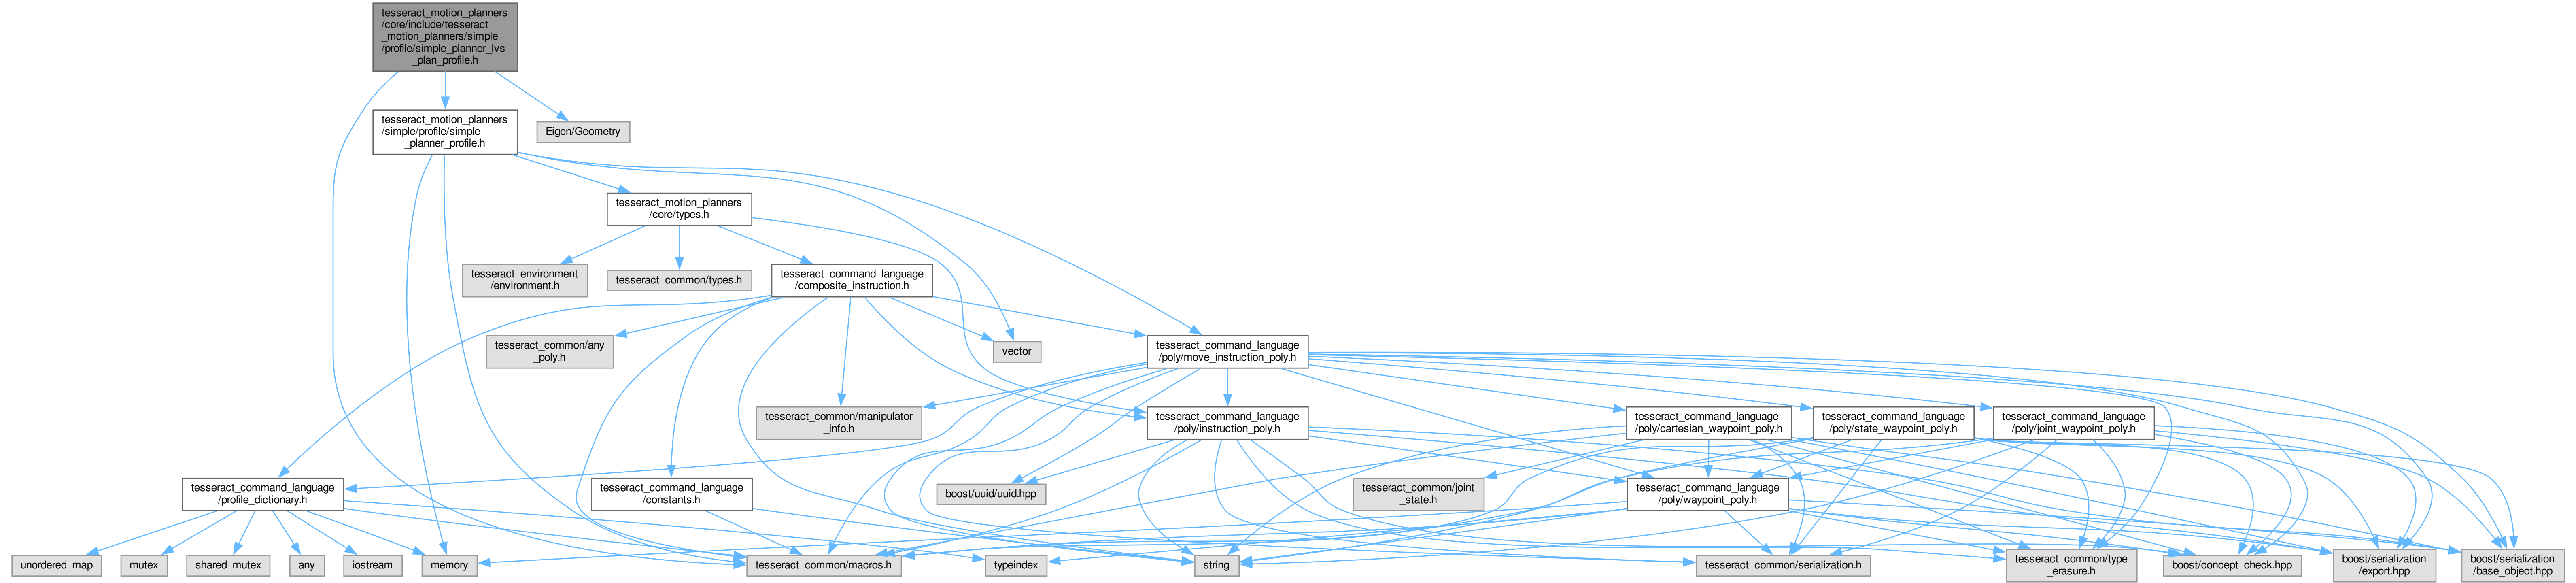 tesseract_motion_planners
/core/include/tesseract
_motion_planners/simple
/profile/simple_planner_lvs
_plan_profile.h
tesseract_motion_planners
/simple/profile/simple
_planner_profile.h
Eigen/Geometry
tesseract_motion_planners
/core/types.h
tesseract_environment
/environment.h
tesseract_common/types.h
tesseract_command_language
/composite_instruction.h
tesseract_common/any
_poly.h
vector
tesseract_command_language
/poly/move_instruction_poly.h
tesseract_common/manipulator
_info.h
tesseract_command_language
/poly/instruction_poly.h
tesseract_command_language
/poly/cartesian_waypoint_poly.h
tesseract_command_language
/poly/state_waypoint_poly.h
tesseract_command_language
/poly/joint_waypoint_poly.h
tesseract_command_language
/profile_dictionary.h
tesseract_command_language
/constants.h
boost/uuid/uuid.hpp
tesseract_common/joint
_state.h
tesseract_command_language
/poly/waypoint_poly.h
unordered_map
mutex
shared_mutex
any
iostream
memory
tesseract_common/macros.h
typeindex
string
tesseract_common/serialization.h
tesseract_common/type
_erasure.h
boost/concept_check.hpp
boost/serialization
/export.hpp
boost/serialization
/base_object.hpp